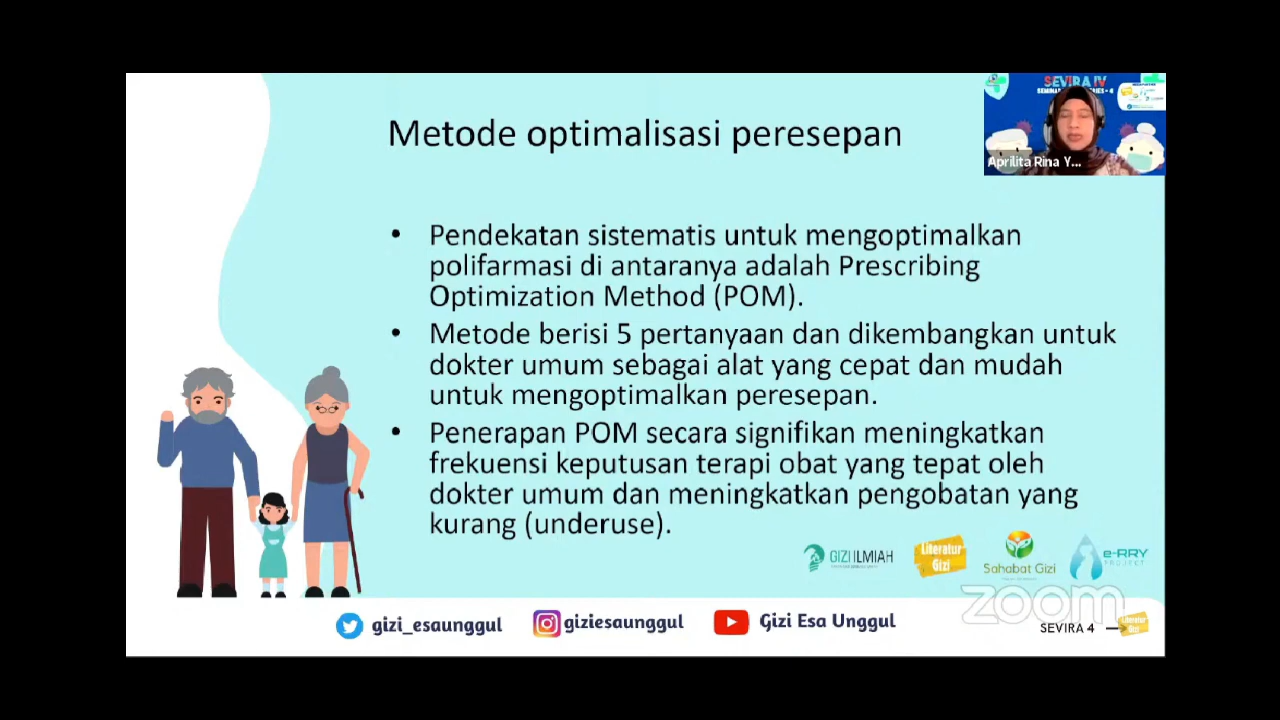 SEVIRA IV
Aprilita Rina Y...
Metode optimalisasi peresepan
• Pendekatan sistematis untuk mengoptimalkan
polifarmasi di antaranya adalah Prescribing
Optimization Method (POM).
• Metode berisi 5 pertanyaan dan dikembangkan untuk
dokter umum sebagai alat yang cepat dan mudah
untuk mengoptimalkan peresepan.
• Penerapan POM secara signifikan meningkatkan
frekuensi keputusan terapi obat yang tepat oleh
dokter umum dan meningkatkan pengobatan yang
kurang (underuse).
GIZI ILMIAH
Literatur
Gizi
Sahabat Gizi
e-RRY
PROJECT
zoom
gizi_esaunggul
giziesaunggul
Gizi Esa Unggul
SEVIRA 4
Literatur
Gizi